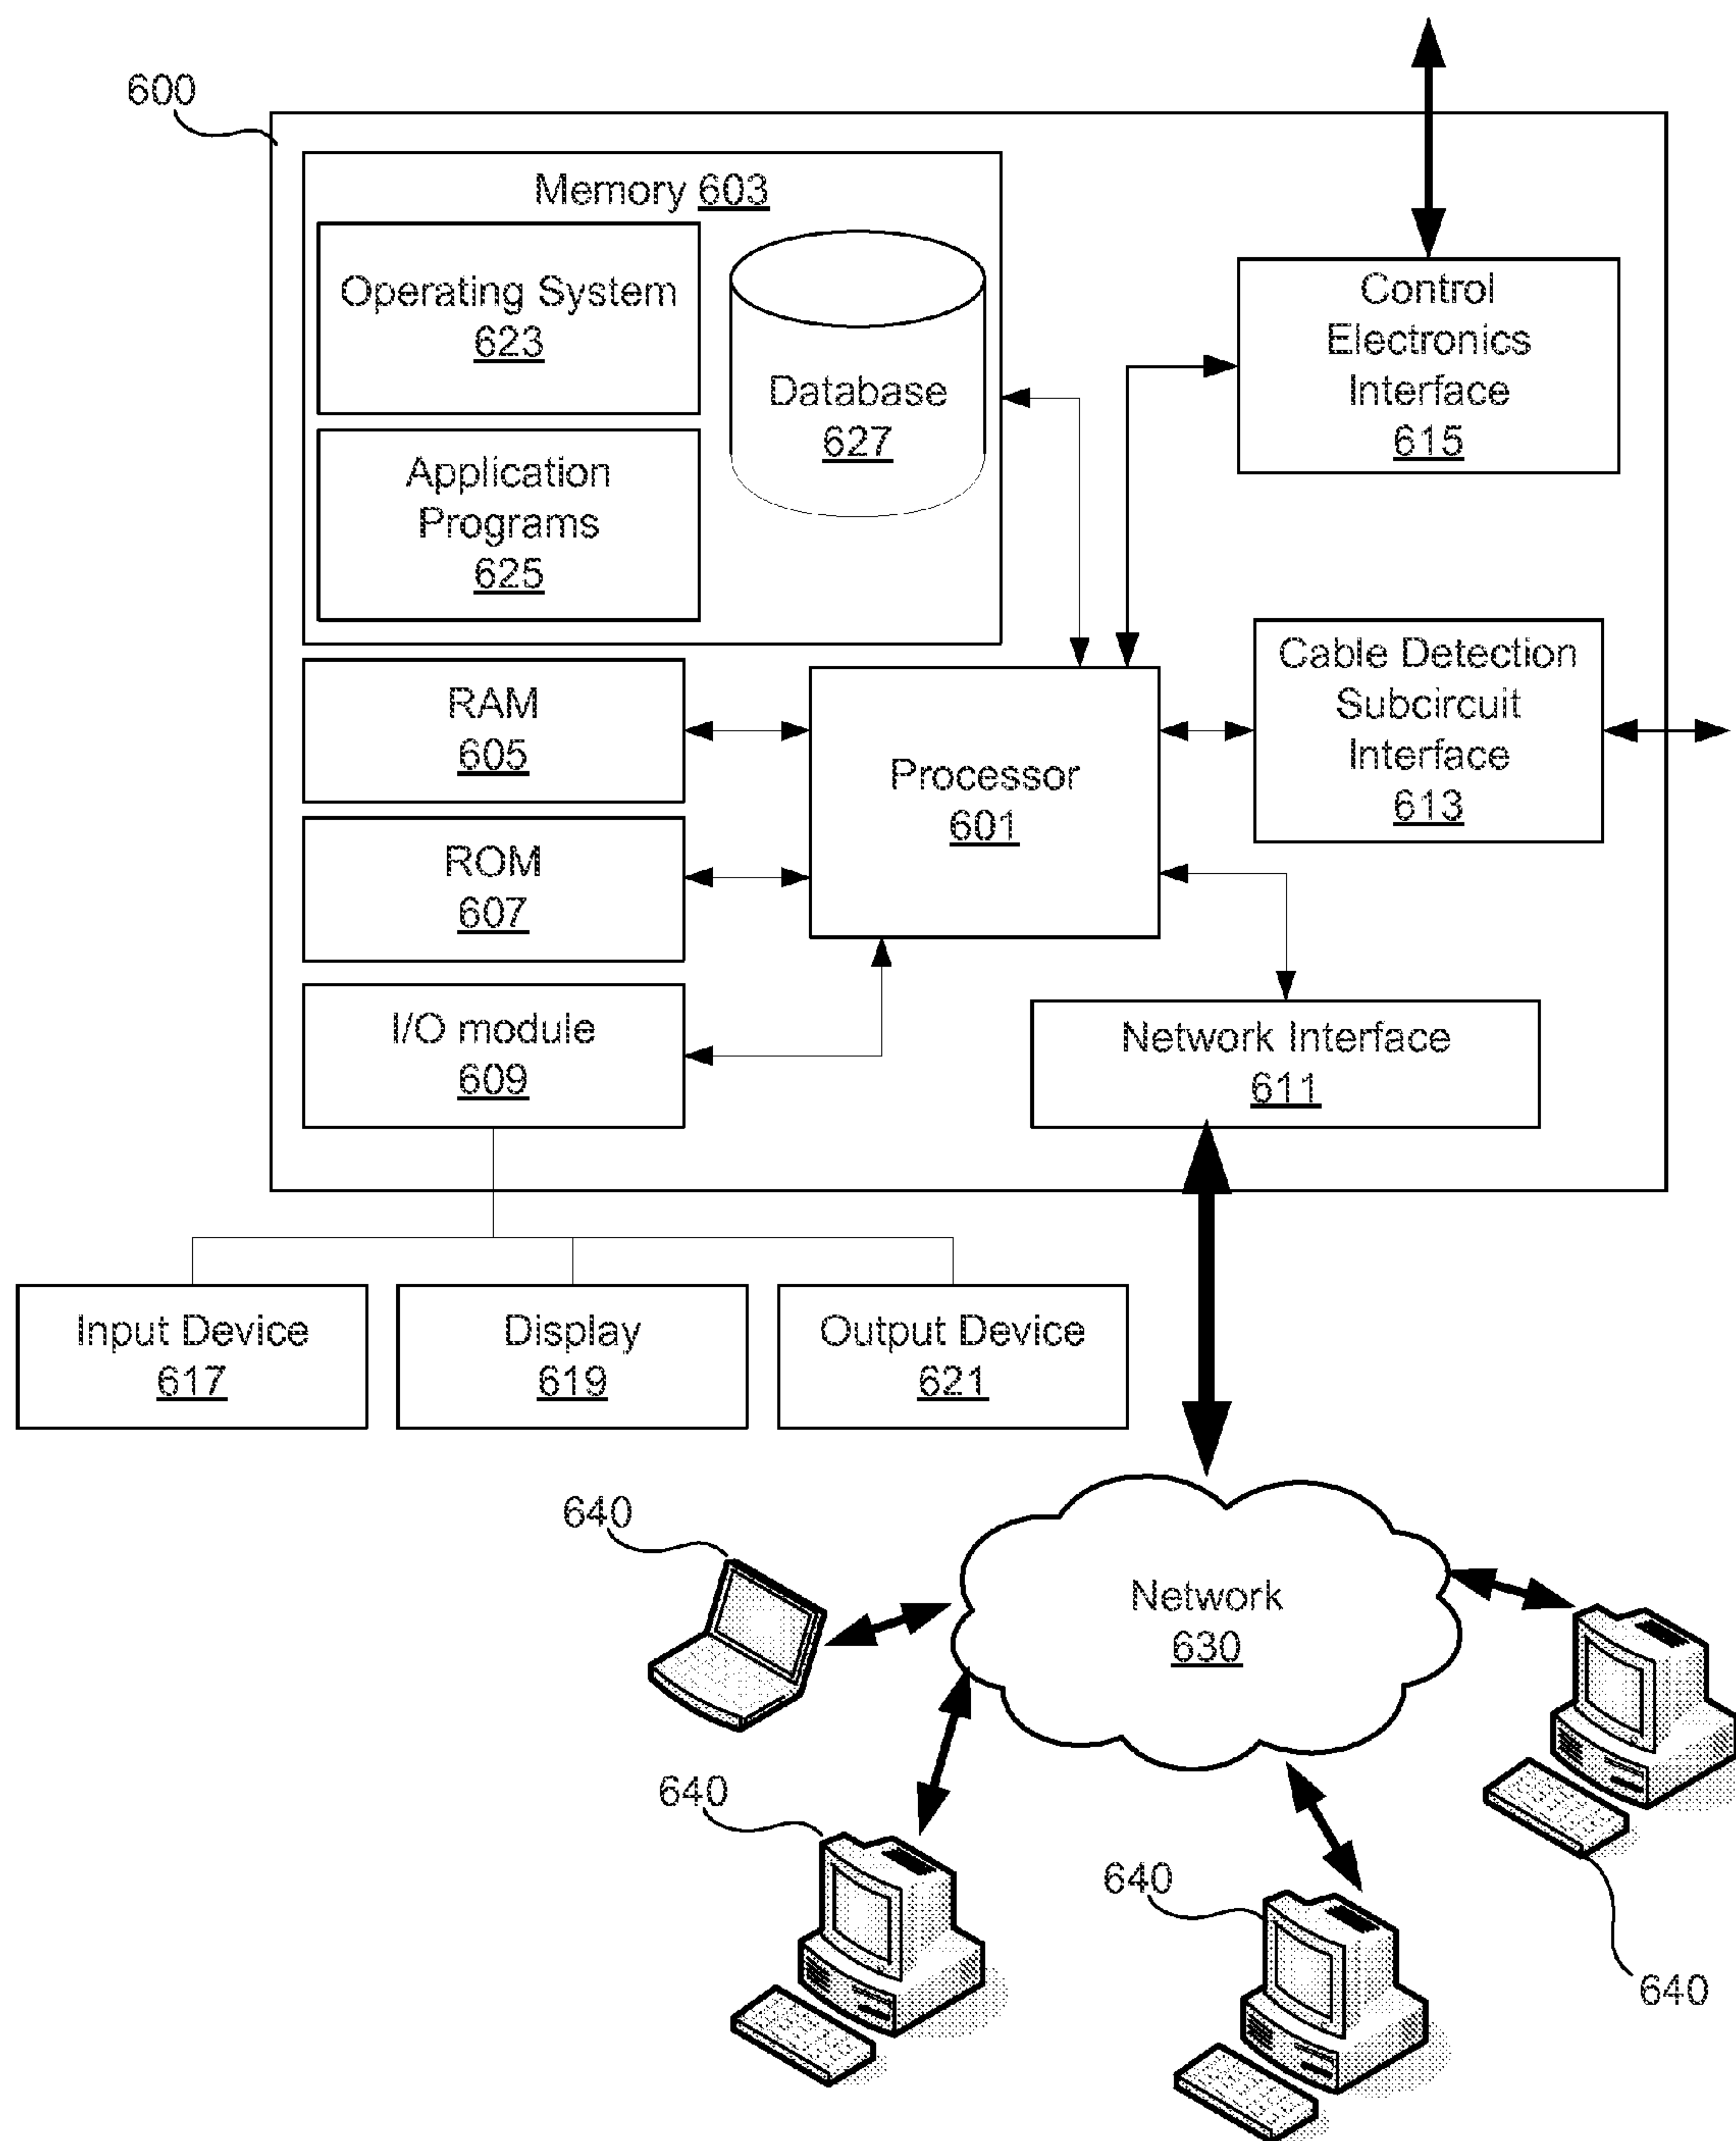 600
Memory 603
Operating System
623
Database
627
Application
Programs
625
Control
Electronics
Interface
615
RAM
605
Processor
601
Cable Detection
Subcircuit
Interface
613
ROM
607
I/O module
609
Network Interface
611
Input Device
617
Display
619
Output Device
621
640
Network
630
640
640
640